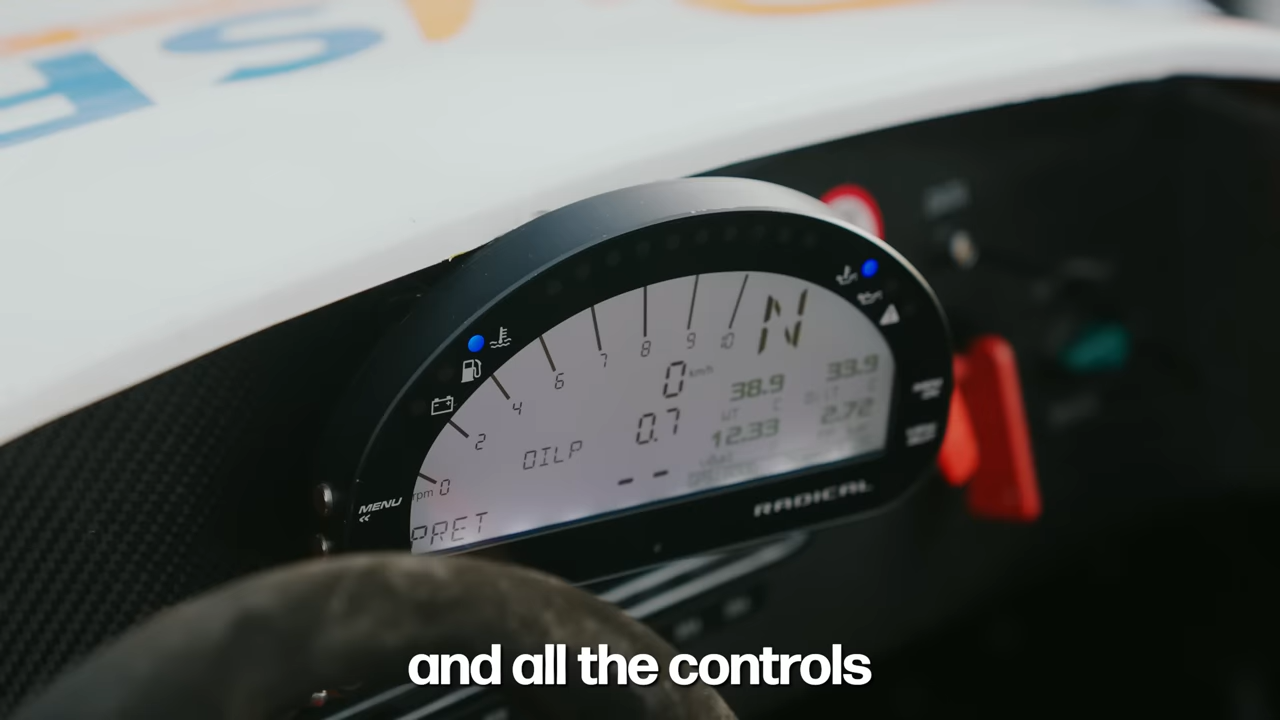 N
10
9
8
7
6
4
2
0
rpm
0 km/h
38.9
33.9
WT C
0.7
12.33
2.72
OILP
- -
PRET
MENU
<<
RADICAL
and all the controls